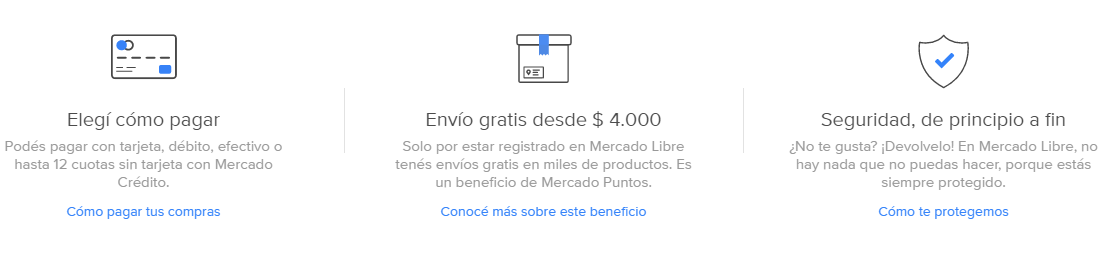 Elegí cómo pagar
Podés pagar con tarjeta, débito, efectivo o
hasta 12 cuotas sin tarjeta con Mercado
Crédito.
Cómo pagar tus compras
Envío gratis desde $ 4.000
Solo por estar registrado en Mercado Libre
tenés envíos gratis en miles de productos. Es
un beneficio de Mercado Puntos.
Conocé más sobre este beneficio
Seguridad, de principio a fin
¿No te gusta? ¡Devolvelo! En Mercado Libre, no
hay nada que no puedas hacer, porque estás
siempre protegido.
Cómo te protegemos